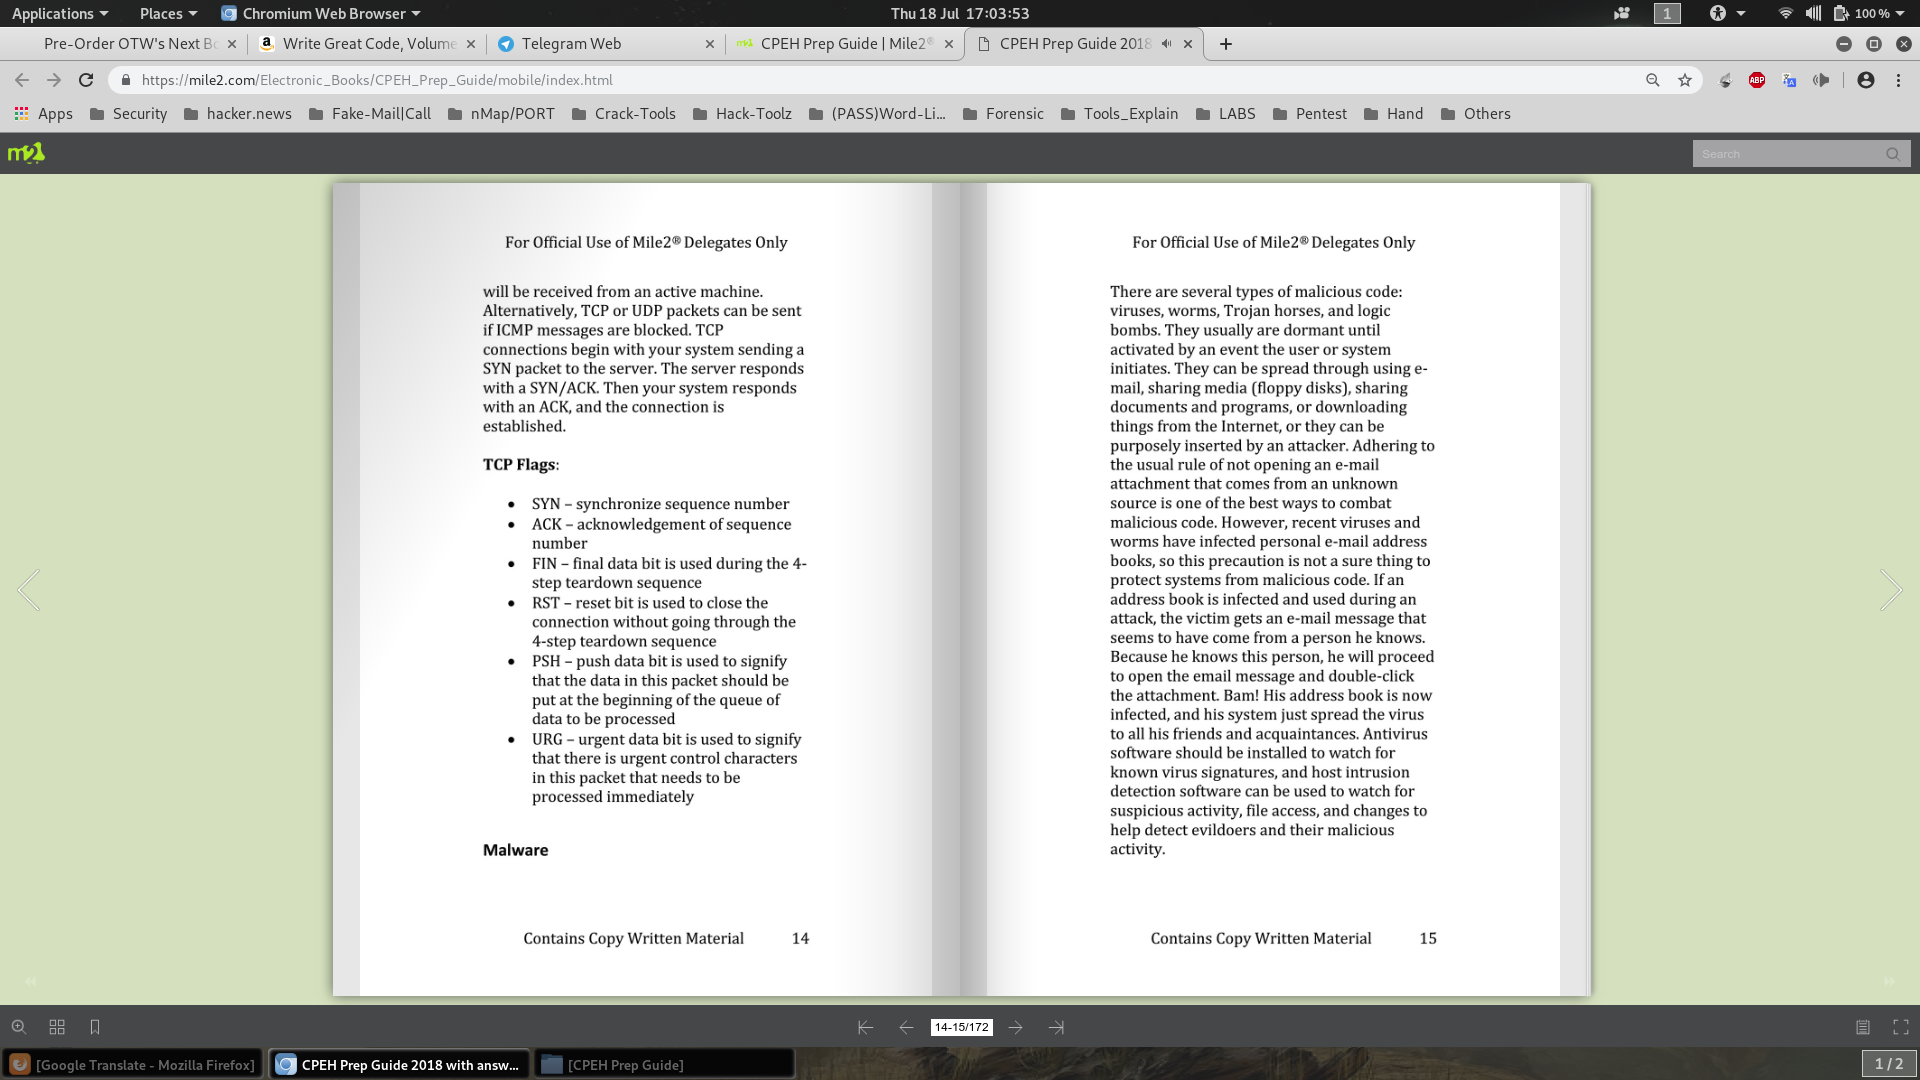 Applications Places Chromium Web Browser Thu 18 Jul 17:03:53 1 100 %
Pre-Order OTW's Next Bo Write Great Code, Volume Telegram Web CPEH Prep Guide | Mile2® CPEH Prep Guide 2018
https://mile2.com/Electronic_Books/CPEH_Prep_Guide/mobile/index.html ABP
Apps Security hacker.news Fake-Mail|Call nMap/PORT Crack-Tools Hack-Toolz (PASS)Word-Li... Forensic Tools_Explain LABS Pentest Hand Others
m2 Search
For Official Use of Mile2® Delegates Only
will be received from an active machine.
Alternatively, TCP or UDP packets can be sent
if ICMP messages are blocked. TCP
connections begin with your system sending a
SYN packet to the server. The server responds
with a SYN/ACK. Then your system responds
with an ACK, and the connection is
established.
TCP Flags:
• SYN – synchronize sequence number
• ACK – acknowledgement of sequence
number
• FIN – final data bit is used during the 4-
step teardown sequence
• RST – reset bit is used to close the
connection without going through the
4-step teardown sequence
• PSH – push data bit is used to signify
that the data in this packet should be
put at the beginning of the queue of
data to be processed
• URG – urgent data bit is used to signify
that there is urgent control characters
in this packet that needs to be
processed immediately
Malware
Contains Copy Written Material 14
For Official Use of Mile2® Delegates Only
There are several types of malicious code:
viruses, worms, Trojan horses, and logic
bombs. They usually are dormant until
activated by an event the user or system
initiates. They can be spread through using e-
mail, sharing media (floppy disks), sharing
documents and programs, or downloading
things from the Internet, or they can be
purposely inserted by an attacker. Adhering to
the usual rule of not opening an e-mail
attachment that comes from an unknown
source is one of the best ways to combat
malicious code. However, recent viruses and
worms have infected personal e-mail address
books, so this precaution is not a sure thing to
protect systems from malicious code. If an
address book is infected and used during an
attack, the victim gets an e-mail message that
seems to have come from a person he knows.
Because he knows this person, he will proceed
to open the email message and double-click
the attachment. Bam! His address book is now
infected, and his system just spread the virus
to all his friends and acquaintances. Antivirus
software should be installed to watch for
known virus signatures, and host intrusion
detection software can be used to watch for
suspicious activity, file access, and changes to
help detect evildoers and their malicious
activity.
Contains Copy Written Material 15
14-15/172
[Google Translate - Mozilla Firefox] CPEH Prep Guide 2018 with answ... [CPEH Prep Guide] 1 / 2